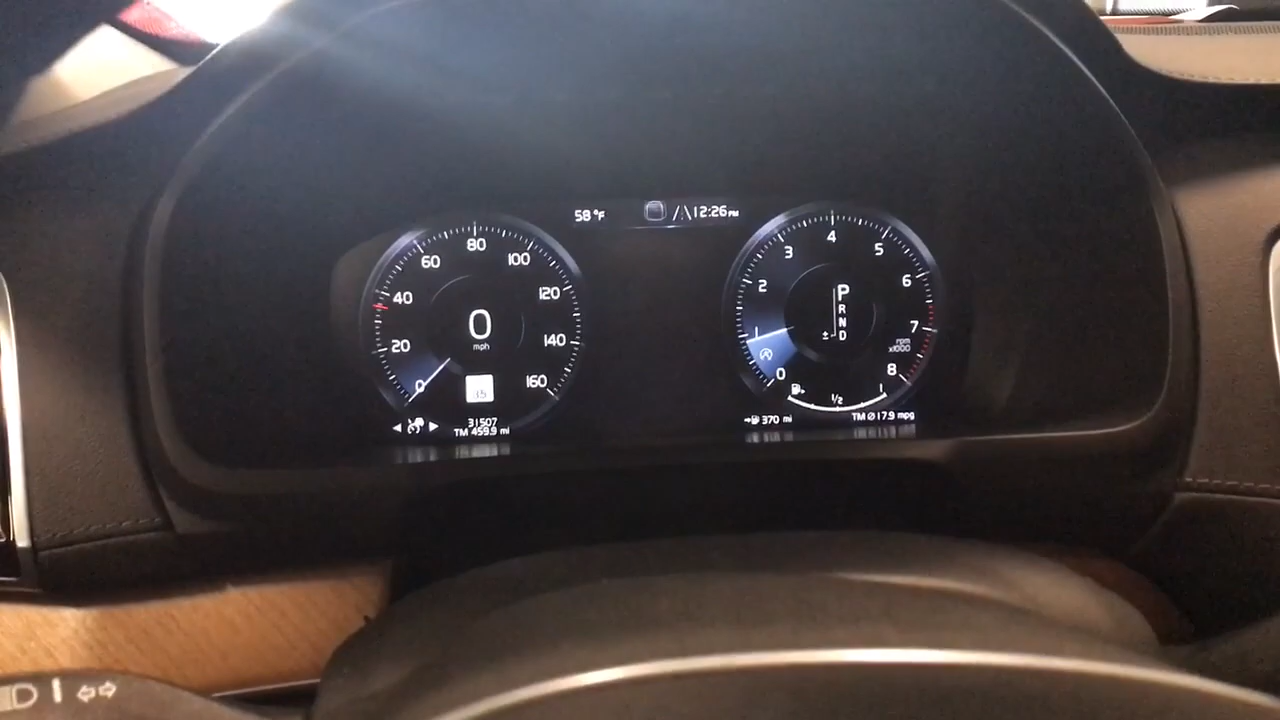 58 °F
12:26 PM
80
60
100
40
120
20
140
0
160
0
mph
35
31507
TM 459.9 mi
4
3
5
2
6
1
7
0
8
P
R
N
D
±
rpm
x1000
1/2
1
370 mi
TM Ø 17.9 mpg